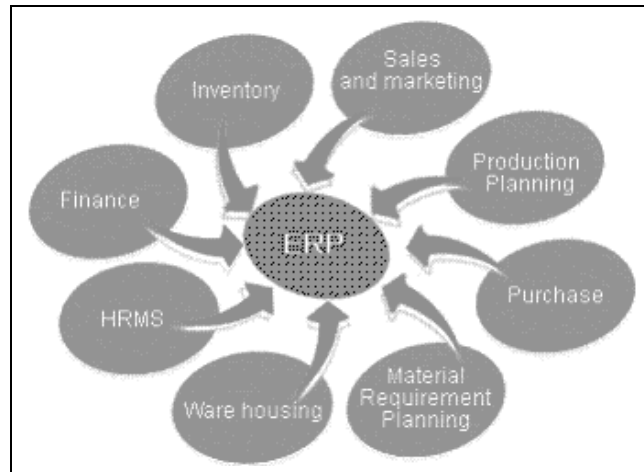 Sales
and marketing
Inventory
Production
Planning
Finance
ERP
Purchase
HRMS
Material
Requirement
Planning
Ware housing